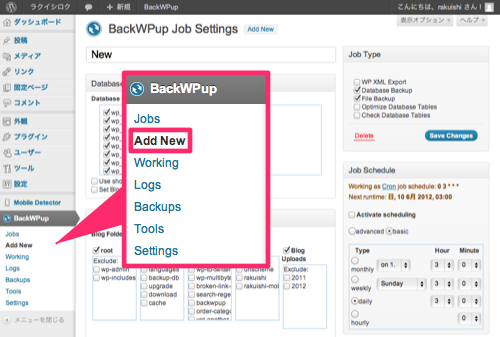 ラクイシロク
0
+ 新規
BackWPup
こんにちは、rakuishi さん！
ダッシュボード
投稿
メディア
リンク
固定ページ
コメント
外観
プラグイン
ユーザー
ツール
設定
Mobile Detector
BackWPup
Jobs
Add New
Working
Logs
Backups
Tools
Settings
メニューを閉じる
表示オプション
ヘルプ
BackWPup Job Settings
Add New
New
Database
Database
wp_
wp_
wp_
wp_
wp_
Use sho
Set Blo
BackWPup
Jobs
Add New
Working
Logs
Backups
Tools
Settings
Blog Folde
root
Exclude:
wp-admin
wp-includes
languages
backup-db
upgrade
download
cache
wp-multibyte
broken-link-
search-rege
backwpup
order-catego
rakuishi-mol
Blog
Uploads
Exclude:
2011
2012
Job Type
WP XML Export
Database Backup
File Backup
Optimize Database Tables
Check Database Tables
Delete
Save Changes
Job Schedule
Working as Cron job schedule: 0 3 * * *
Next runtime: 日, 10 6月 2012, 03:00
Activate scheduling
advanced
basic
Type
Hour
Minute
monthly
on 1.
3
0
weekly
Sunday
3
0
daily
3
0
hourly
0